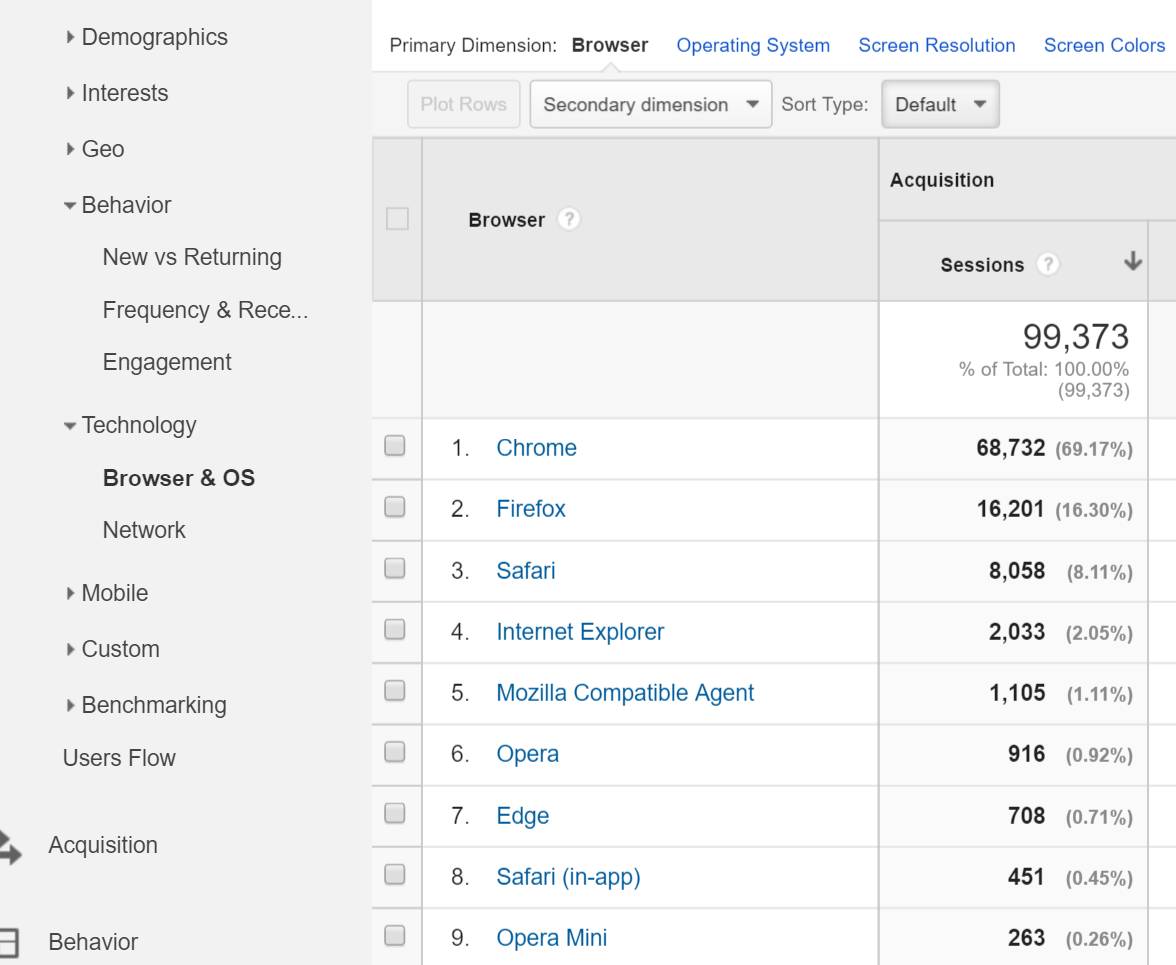 Demographics
Interests
Geo
Behavior
New vs Returning
Frequency & Rece...
Engagement
Technology
Browser & OS
Network
Mobile
Custom
Benchmarking
Users Flow
Acquisition
Behavior
Primary Dimension: Browser Operating System Screen Resolution Screen Colors
Plot Rows Secondary dimension Sort Type: Default
Acquisition
Browser ?
Sessions ?
99,373
% of Total: 100.00%
(99,373)
1. Chrome 68,732 (69.17%)
2. Firefox 16,201 (16.30%)
3. Safari 8,058 (8.11%)
4. Internet Explorer 2,033 (2.05%)
5. Mozilla Compatible Agent 1,105 (1.11%)
6. Opera 916 (0.92%)
7. Edge 708 (0.71%)
8. Safari (in-app) 451 (0.45%)
9. Opera Mini 263 (0.26%)